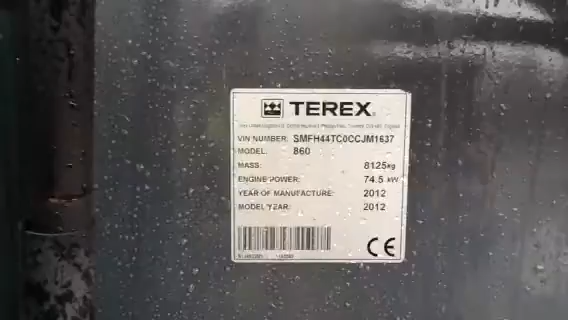 TEREX
VIN NUMBER: SMFH44TC0CCJM1637
MODEL: 860
MASS: 8125kg
ENGINE POWER: 74.5 kW
YEAR OF MANUFACTURE: 2012
MODEL YEAR: 2012
CE